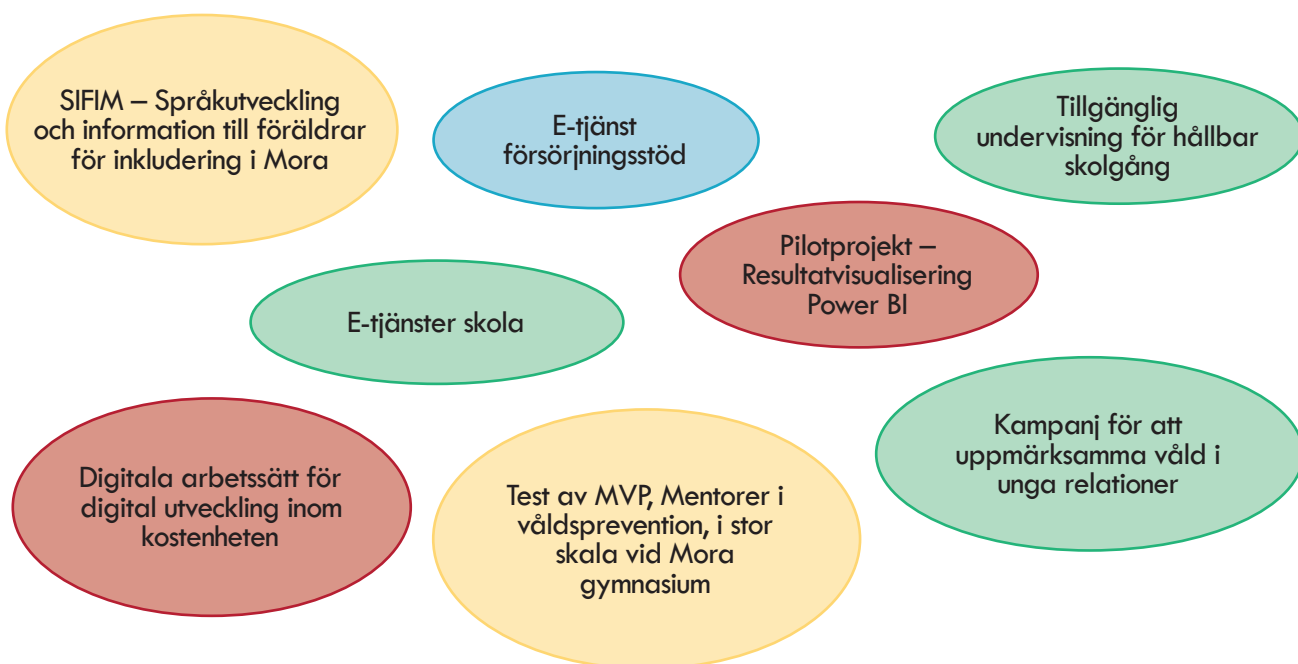 SIFIM – Språkutveckling
och information till föräldrar
för inkludering i Mora
E-tjänst
försörjningsstöd
Tillgänglig
undervisning för hållbar
skolgång
Pilotprojekt –
Resultatvisualisering
Power BI
E-tjänster skola
Kampanj för att
uppmärksamma våld i
unga relationer
Digitala arbetssätt för
digital utveckling inom
kostenheten
Test av MVP, Mentorer i
våldsprevention, i stor
skala vid Mora
gymnasium